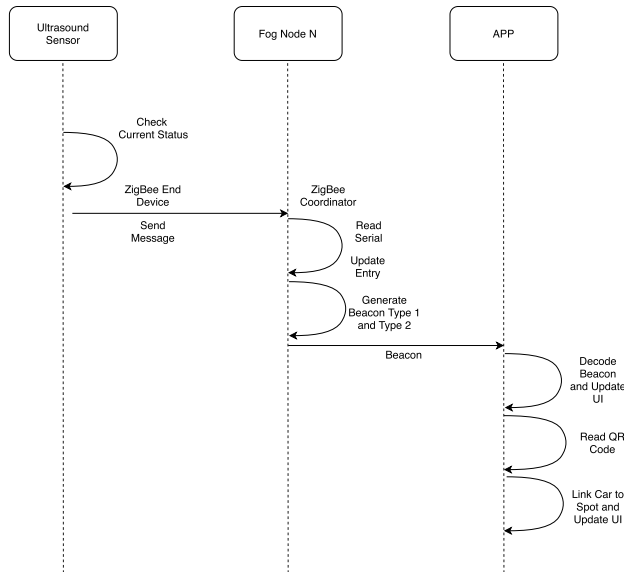 Ultrasound
Sensor
Fog Node N
APP
Check
Current Status
ZigBee End
Device
Send
Message
ZigBee
Coordinator
Read
Serial
Update
Entry
Generate
Beacon Type 1
and Type 2
Beacon
Decode
Beacon
and Update
UI
Read QR
Code
Link Car to
Spot and
Update UI